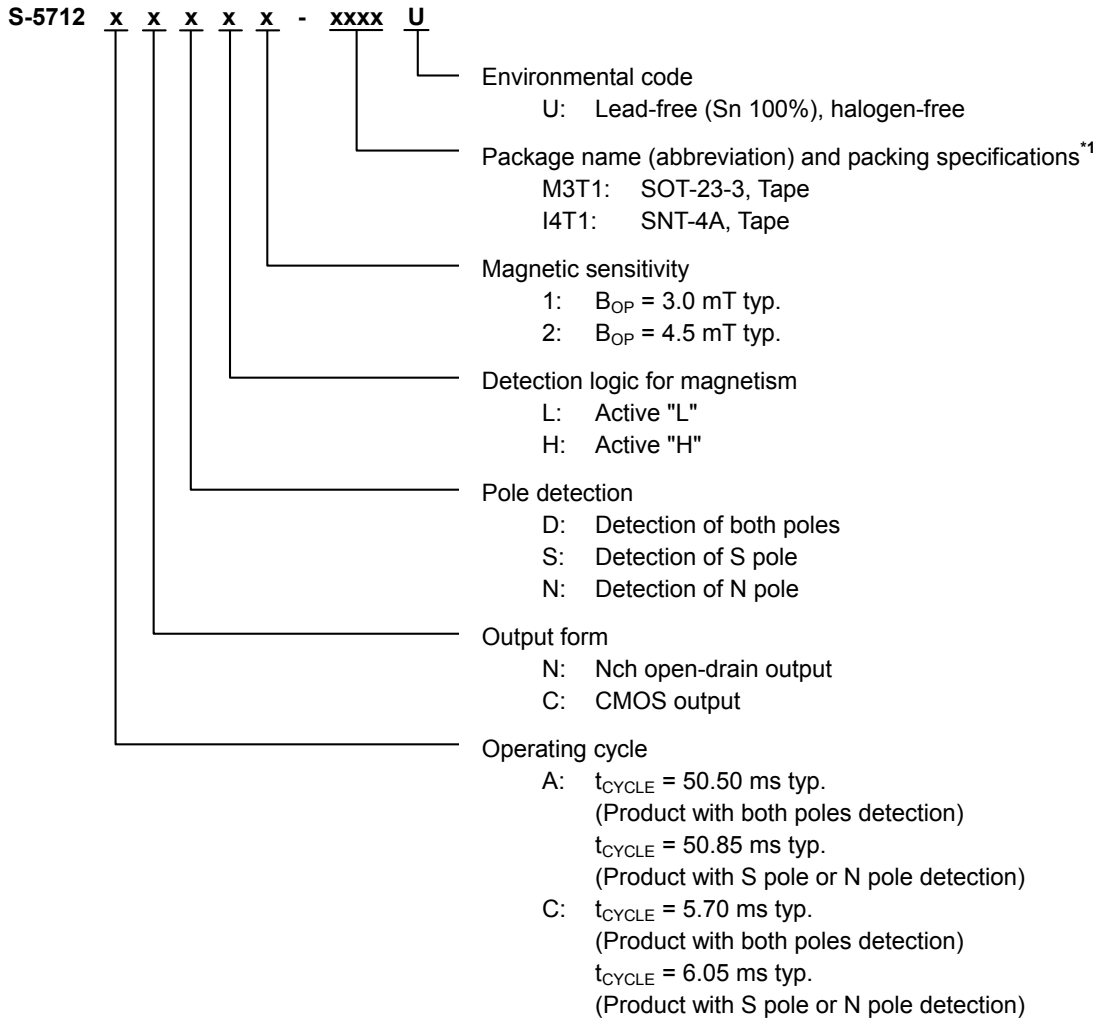 S-5712 x x x x x - xxxx U
Environmental code
U: Lead-free (Sn 100%), halogen-free
Package name (abbreviation) and packing specifications*1
M3T1: SOT-23-3, Tape
I4T1: SNT-4A, Tape
Magnetic sensitivity
1: BOP = 3.0 mT typ.
2: BOP = 4.5 mT typ.
Detection logic for magnetism
L: Active "L"
H: Active "H"
Pole detection
D: Detection of both poles
S: Detection of S pole
N: Detection of N pole
Output form
N: Nch open-drain output
C: CMOS output
Operating cycle
A: tCYCLE = 50.50 ms typ.
(Product with both poles detection)
tCYCLE = 50.85 ms typ.
(Product with S pole or N pole detection)
C: tCYCLE = 5.70 ms typ.
(Product with both poles detection)
tCYCLE = 6.05 ms typ.
(Product with S pole or N pole detection)